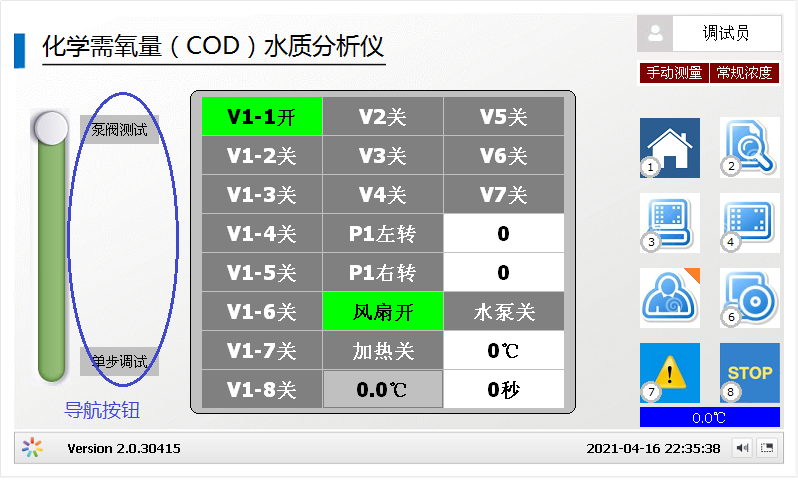 化学需氧量（COD）水质分析仪
调试员
手动测量 常规浓度
泵阀测试
V1-1开 V2关 V5关
V1-2关 V3关 V6关
V1-3关 V4关 V7关
V1-4关 P1左转 0
V1-5关 P1右转 0
V1-6关 风扇开 水泵关
V1-7关 加热关 0℃
V1-8关 0.0℃ 0秒
单步调试
导航按钮
1 2
3 4
6
7 STOP 8
0.0℃
Version 2.0.30415 2021-04-16 22:35:38